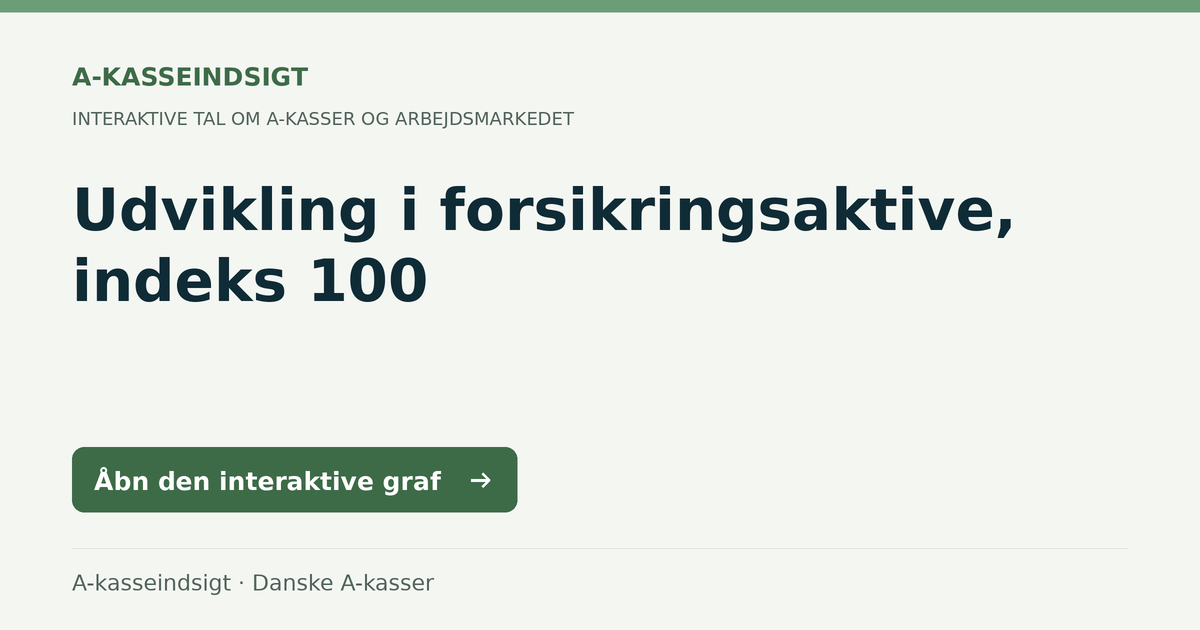 A-KASSEINDSIGT
INTERAKTIVE TAL OM A-KASSER OG ARBEJDSMARKEDET
Udvikling i forsikringsaktive,
indeks 100
Åbn den interaktive graf →
A-kasseindsigt · Danske A-kasser